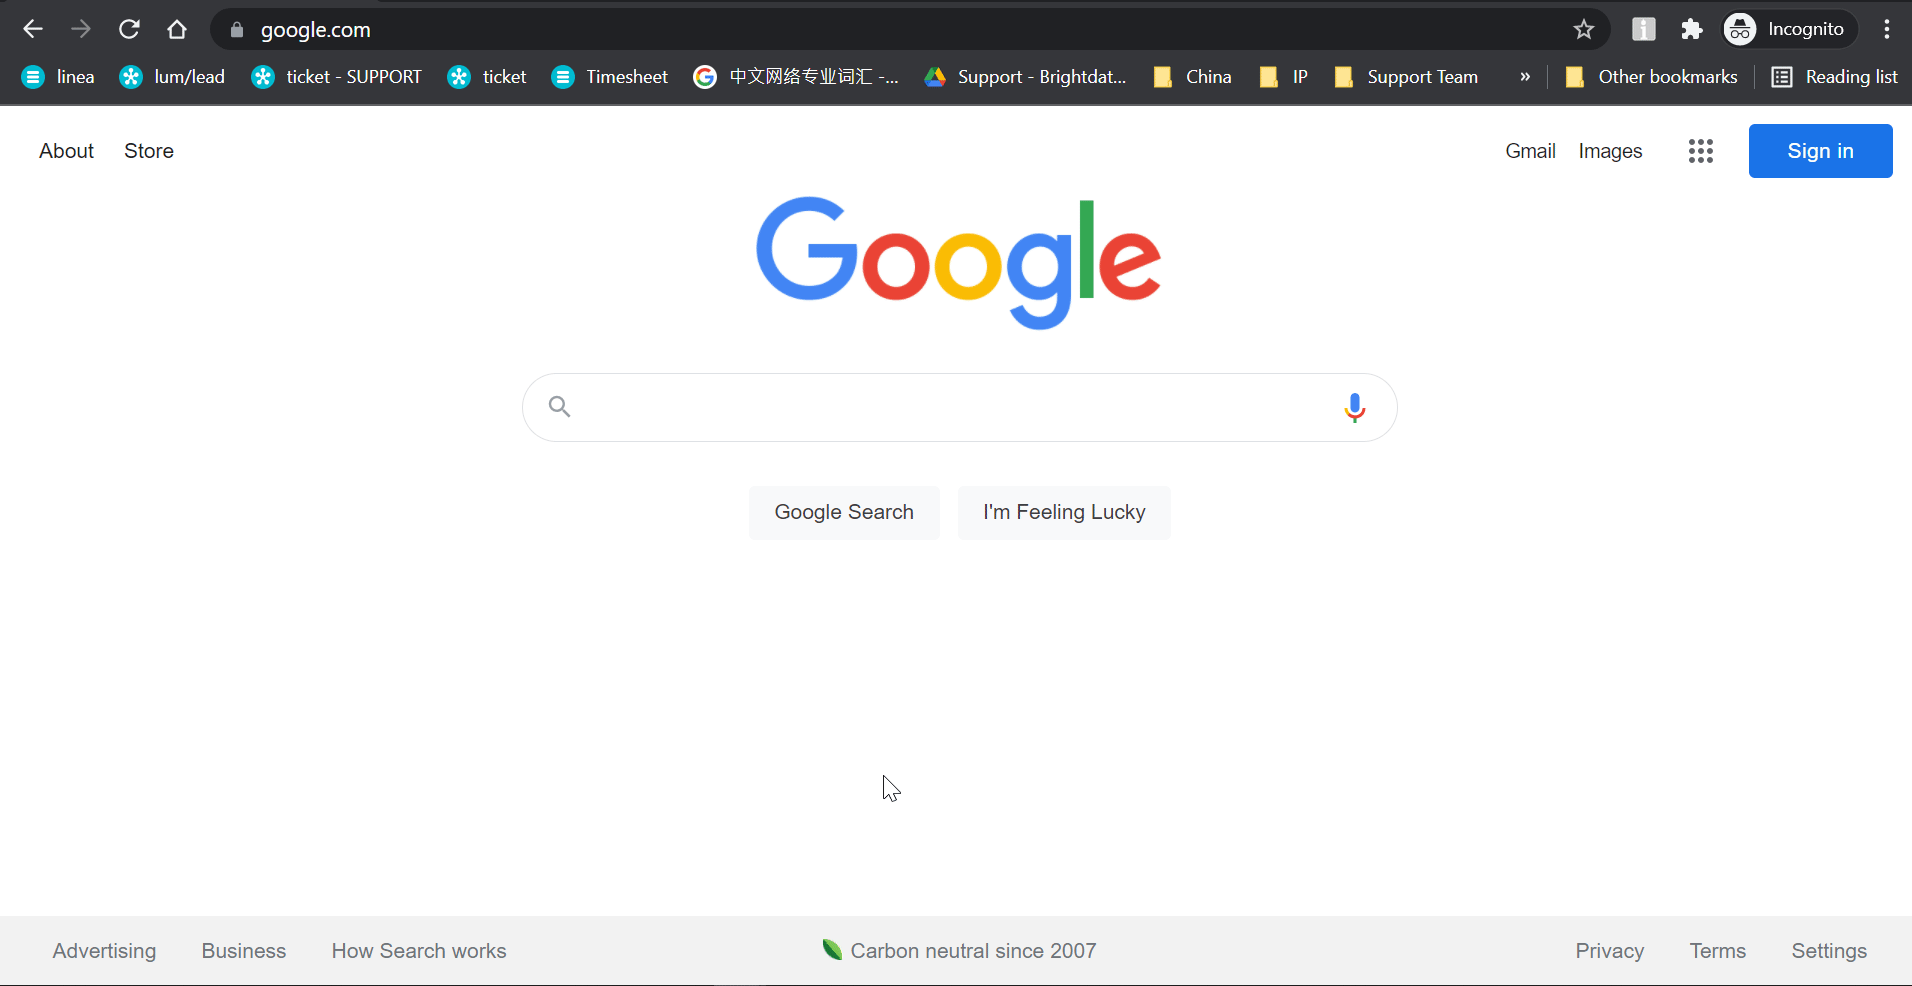 google.com
Incognito
linea lum/lead ticket - SUPPORT ticket Timesheet 中文网络专业词汇 -... Support - Brightdat... China IP Support Team » Other bookmarks Reading list
About Store Gmail Images Sign in
Google
Google Search I'm Feeling Lucky
Advertising Business How Search works Carbon neutral since 2007 Privacy Terms Settings